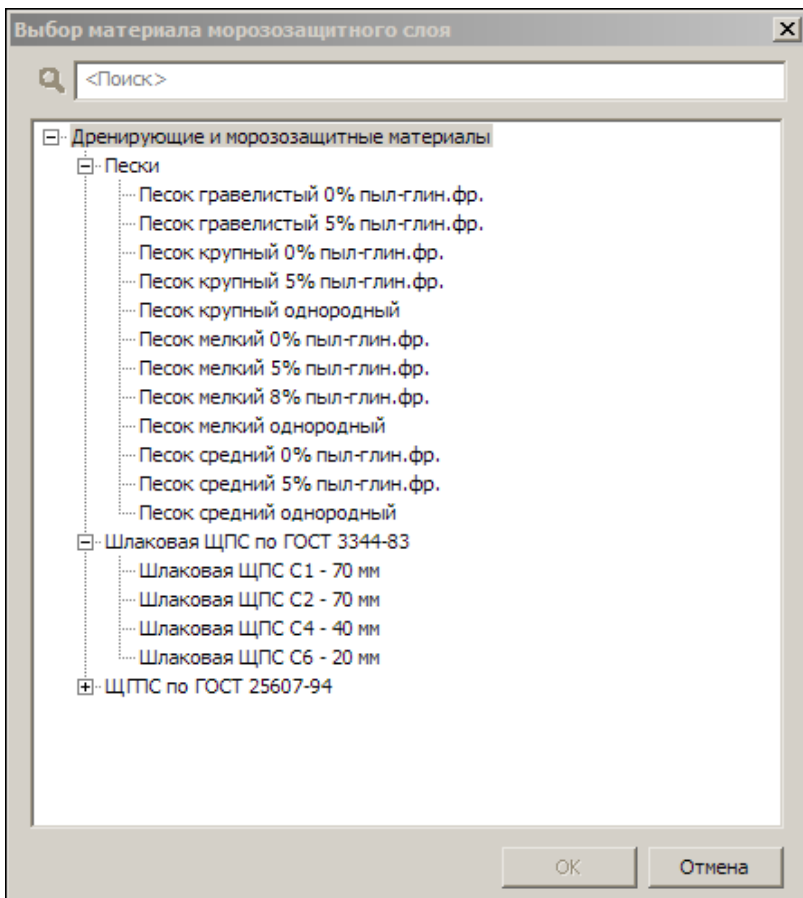 Выбор материала морозозащитного слоя
<Поиск>
Дренирующие и морозозащитные материалы
Пески
Песок гравелистый 0% пыл-глин.фр.
Песок гравелистый 5% пыл-глин.фр.
Песок крупный 0% пыл-глин.фр.
Песок крупный 5% пыл-глин.фр.
Песок крупный однородный
Песок мелкий 0% пыл-глин.фр.
Песок мелкий 5% пыл-глин.фр.
Песок мелкий 8% пыл-глин.фр.
Песок мелкий однородный
Песок средний 0% пыл-глин.фр.
Песок средний 5% пыл-глин.фр.
Песок средний однородный
Шлаковая ЩПС по ГОСТ 3344-83
Шлаковая ЩПС С1 - 70 мм
Шлаковая ЩПС С2 - 70 мм
Шлаковая ЩПС С4 - 40 мм
Шлаковая ЩПС С6 - 20 мм
ЩГПС по ГОСТ 25607-94
ОК
Отмена